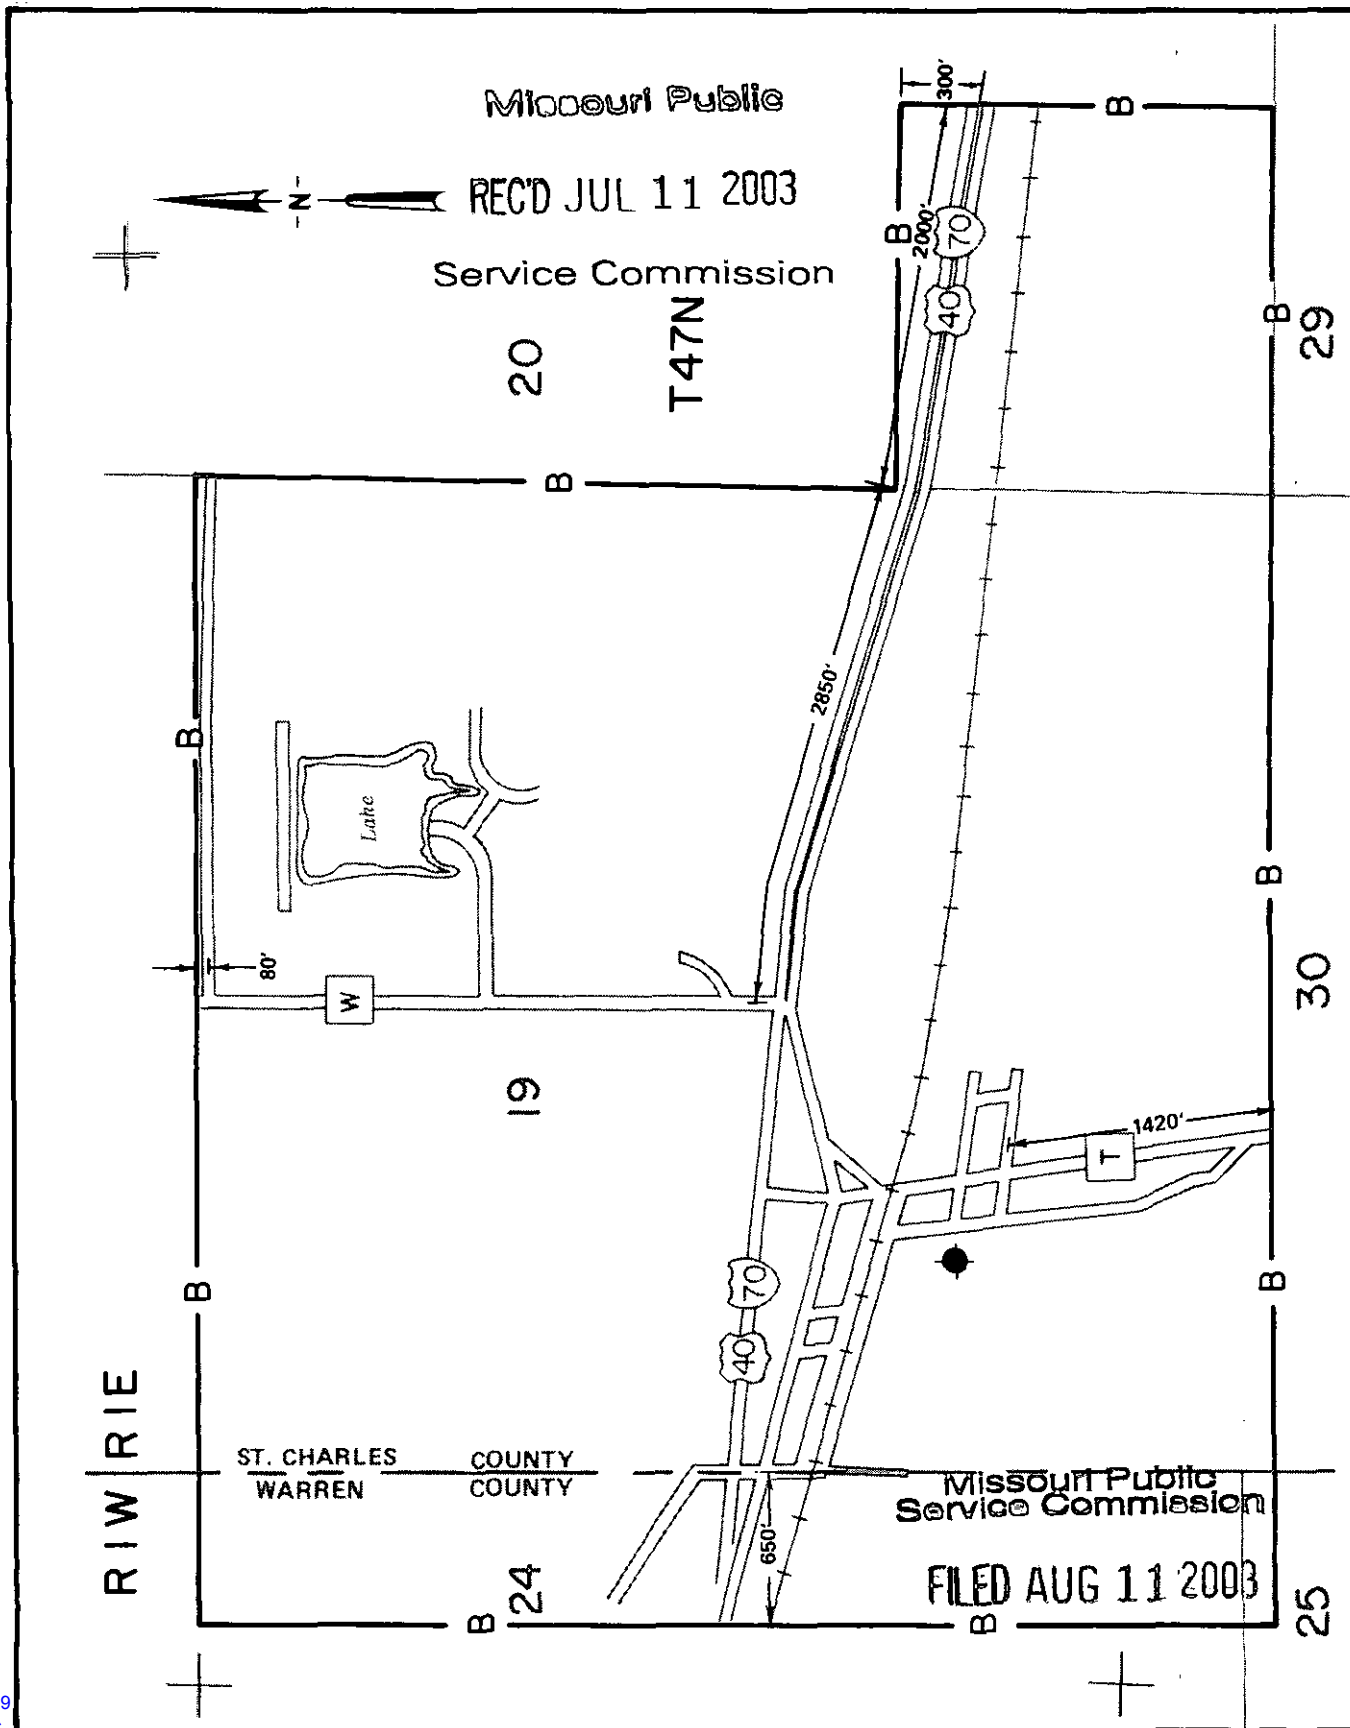 Missouri Public
REC'D JUL 11 2003
Service Commission
N
300'
B
2000'
B
70
40
B
29
20
T47N
B
B
2850'
Lake
B
80'
W
30
19
1420'
T
B
70
40
B
R1W R1E
ST. CHARLES COUNTY
WARREN COUNTY
Missouri Public
Service Commission
650'
FILED AUG 11 2003
24
B
B
25
9